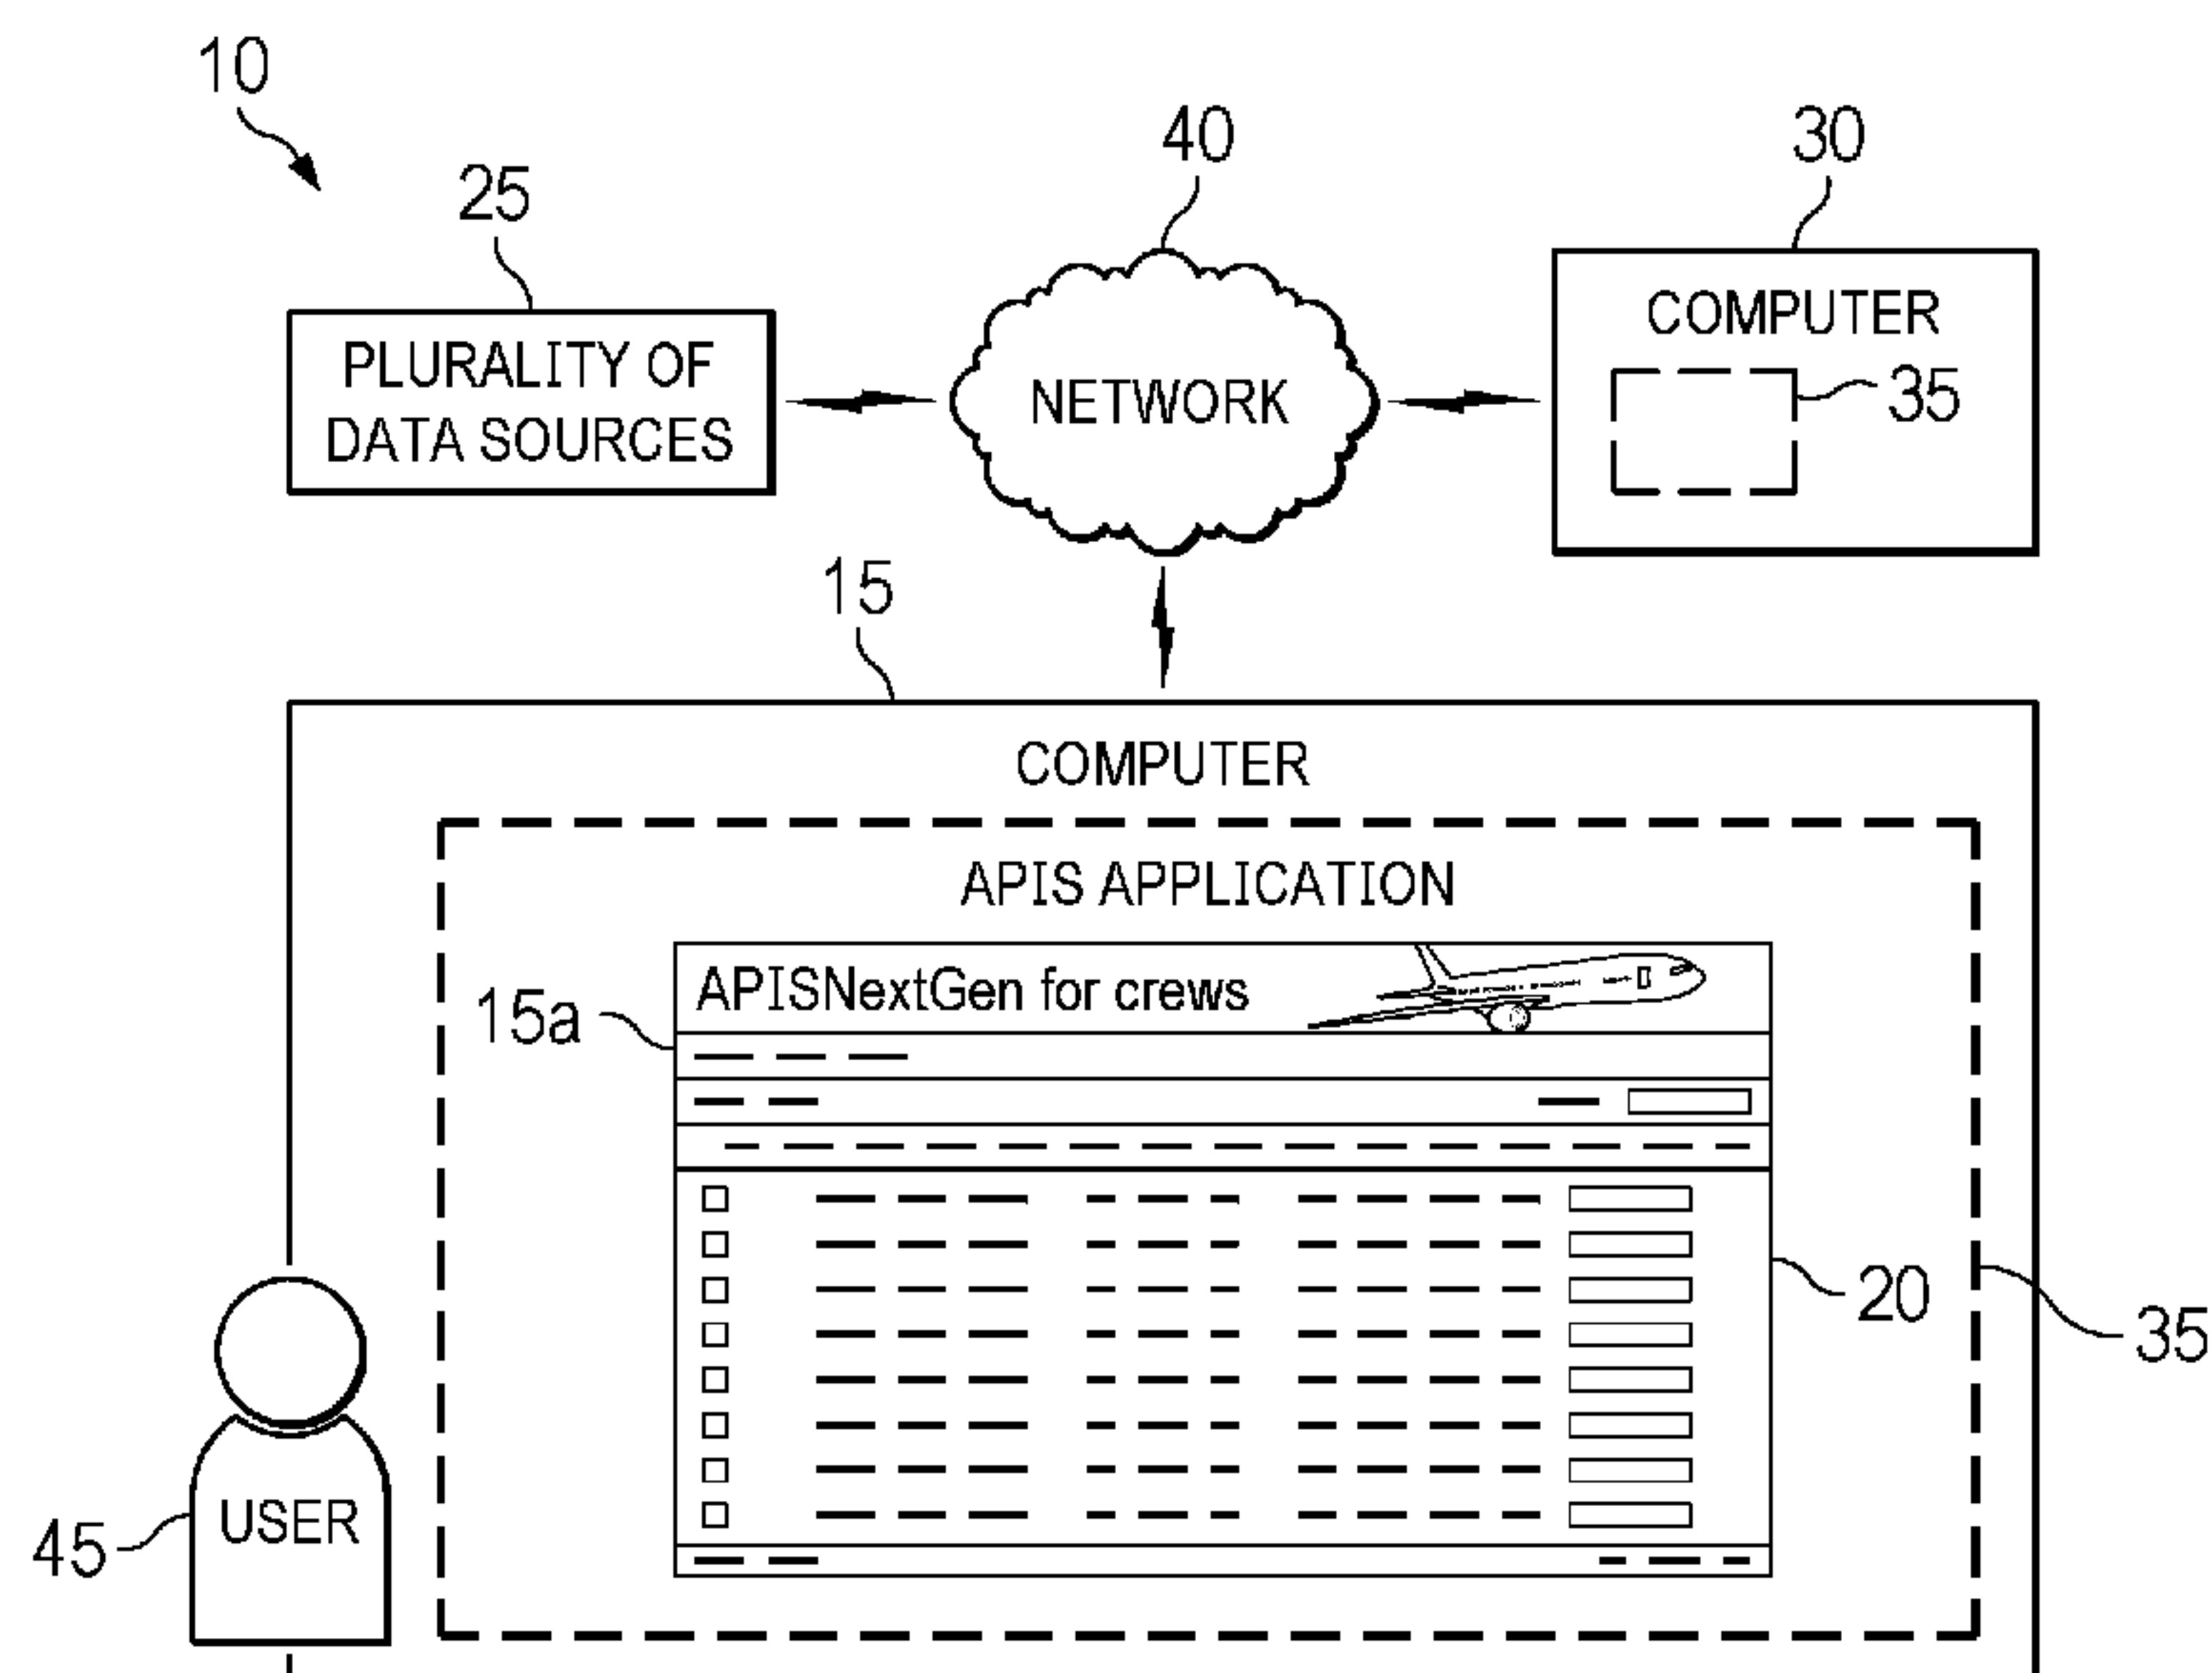 10
40
30
25
COMPUTER
PLURALITY OF
DATA SOURCES
NETWORK
35
15
COMPUTER
APIS APPLICATION
APISNextGen for crews
15a
20
35
USER
45